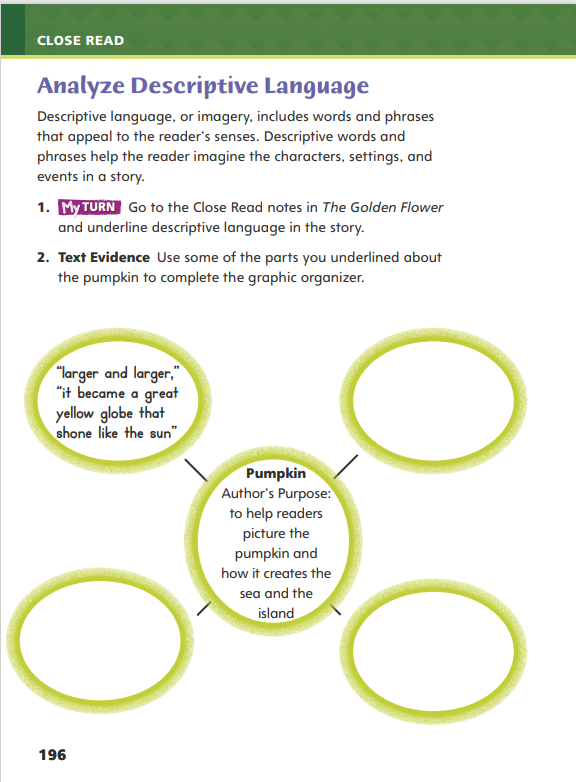 CLOSE READ
Analyze Descriptive Language
Descriptive language, or imagery, includes words and phrases
that appeal to the reader's senses. Descriptive words and
phrases help the reader imagine the characters, settings, and
events in a story.
1. My TURN Go to the Close Read notes in The Golden Flower
and underline descriptive language in the story.
2. Text Evidence Use some of the parts you underlined about
the pumpkin to complete the graphic organizer.
“larger and larger,”
“it became a great
yellow globe that
shone like the sun”
Pumpkin
Author's Purpose:
to help readers
picture the
pumpkin and
how it creates the
sea and the
island
196